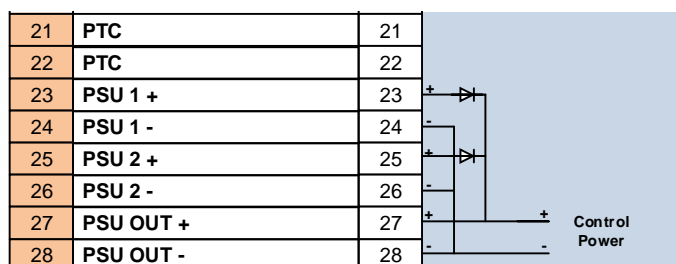 21 PTC 21
22 PTC 22
23 PSU 1 + 23 +
24 PSU 1 - 24 -
25 PSU 2 + 25 +
26 PSU 2 - 26 -
27 PSU OUT + 27 + + Control
28 PSU OUT - 28 - - Power